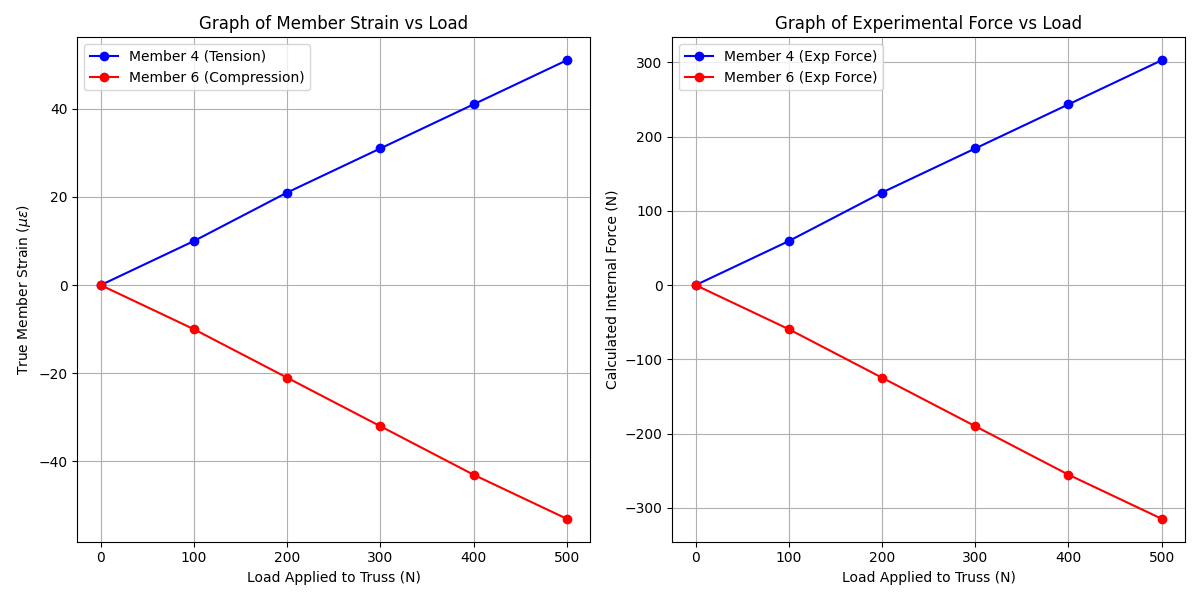 Graph of Member Strain vs Load
Member 4 (Tension)
Member 6 (Compression)
True Member Strain (με)
40
20
0
−20
−40
0 100 200 300 400 500
Load Applied to Truss (N)
Graph of Experimental Force vs Load
Member 4 (Exp Force)
Member 6 (Exp Force)
Calculated Internal Force (N)
300
200
100
0
−100
−200
−300
0 100 200 300 400 500
Load Applied to Truss (N)